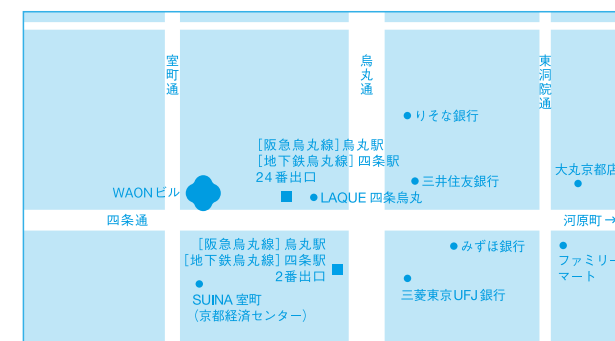 室町通
烏丸通
東洞院通
りそな銀行
[阪急烏丸線]烏丸駅
[地下鉄烏丸線]四条駅
24番出口
三井住友銀行
大丸京都店
WAONビル
LAQUE 四条烏丸
四条通
河原町→
[阪急烏丸線]烏丸駅
[地下鉄烏丸線]四条駅
2番出口
みずほ銀行
ファミリー
マート
SUINA 室町
(京都経済センター)
三菱東京UFJ銀行